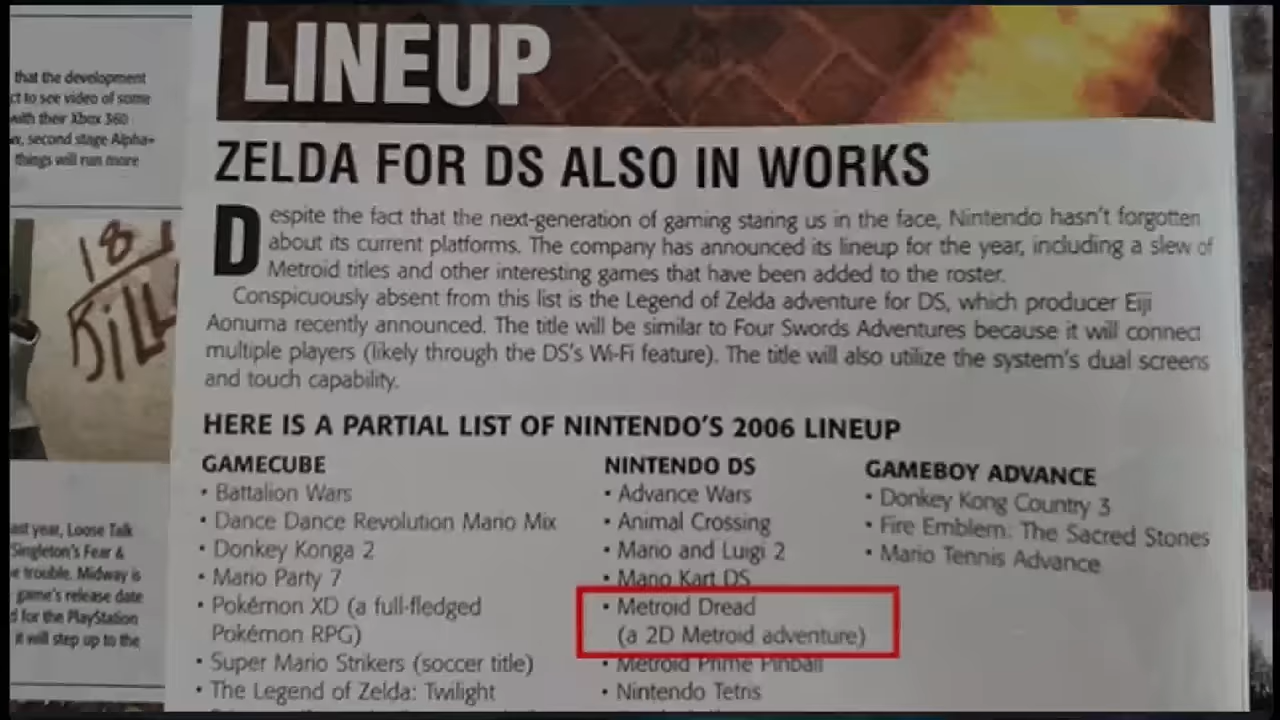 that the development
ct to see video of some
with their Xbox 360
w, second stage Alpha+
things will run more
18
KILL
ast year, Loose Talk
Singleton's Fear &
e trouble. Midway is
game's release date
d for the PlayStation
it will step up to the
LINEUP
ZELDA FOR DS ALSO IN WORKS
Despite the fact that the next-generation of gaming staring us in the face, Nintendo hasn't forgotten
about its current platforms. The company has announced its lineup for the year, including a slew of
Metroid titles and other interesting games that have been added to the roster.
Conspicuously absent from this list is the Legend of Zelda adventure for DS, which producer Eiji
Aonuma recently announced. The title will be similar to Four Swords Adventures because it will connect
multiple players (likely through the DS's Wi-Fi feature). The title will also utilize the system's dual screens
and touch capability.
HERE IS A PARTIAL LIST OF NINTENDO'S 2006 LINEUP
GAMECUBE
• Battalion Wars
• Dance Dance Revolution Mario Mix
• Donkey Konga 2
• Mario Party 7
• Pokémon XD (a full-fledged
Pokémon RPG)
• Super Mario Strikers (soccer title)
• The Legend of Zelda: Twilight
NINTENDO DS
• Advance Wars
• Animal Crossing
• Mario and Luigi 2
• Mario Kart DS
• Metroid Dread
(a 2D Metroid adventure)
• Metroid Prime Pinball
• Nintendo Tetris
GAMEBOY ADVANCE
• Donkey Kong Country 3
• Fire Emblem: The Sacred Stones
• Mario Tennis Advance